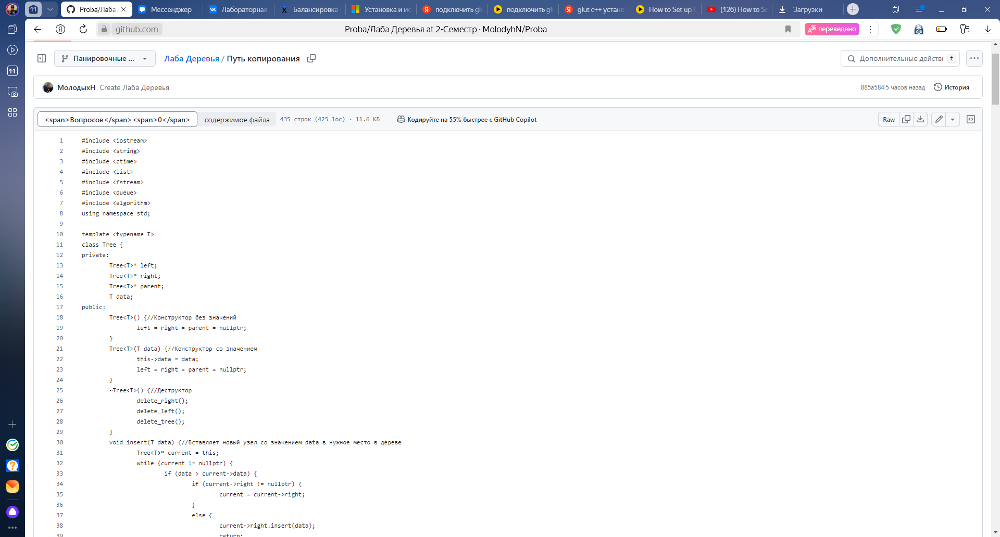 11
Proba/Лаба
Мессенджер
Лабораторная
Балансировка
Установка и ис
подключить gl
подключить gl
glut c++ устано
How to Set up
(126) How to Se
Загрузки
github.com
Proba/Лаба Деревья at 2-Семестр · MolodyhN/Proba
переведено
11
Панировочные ...
Лаба Деревья / Путь копирования
Дополнительные действи
t
МолодыхН Create Лаба Деревья
885a584·5 часов назад
История
<span>Вопросов</span><span>0</span>
содержимое файла
435 строк (425 loc) · 11.6 КБ
Кодируйте на 55% быстрее с GitHub Copilot
Raw
1 #include <iostream>
2 #include <string>
3 #include <ctime>
4 #include <list>
5 #include <fstream>
6 #include <queue>
7 #include <algorithm>
8 using namespace std;
9
10 template <typename T>
11 class Tree {
12 private:
13 Tree<T>* left;
14 Tree<T>* right;
15 Tree<T>* parent;
16 T data;
17 public:
18 Tree<T>() {//Конструктор без значений
19 left = right = parent = nullptr;
20 }
21 Tree<T>(T data) {//Конструктор со значением
22 this->data = data;
23 left = right = parent = nullptr;
24 }
25 ~Tree<T>() {//Деструктор
26 delete_right();
27 delete_left();
28 delete_tree();
29 }
30 void insert(T data) {//Вставляет новый узел со значением data в нужное место в дереве
31 Tree<T>* current = this;
32 while (current != nullptr) {
33 if (data > current->data) {
34 if (current->right != nullptr) {
35 current = current->right;
36 }
37 else {
38 current->right.insert(data);
39 return;